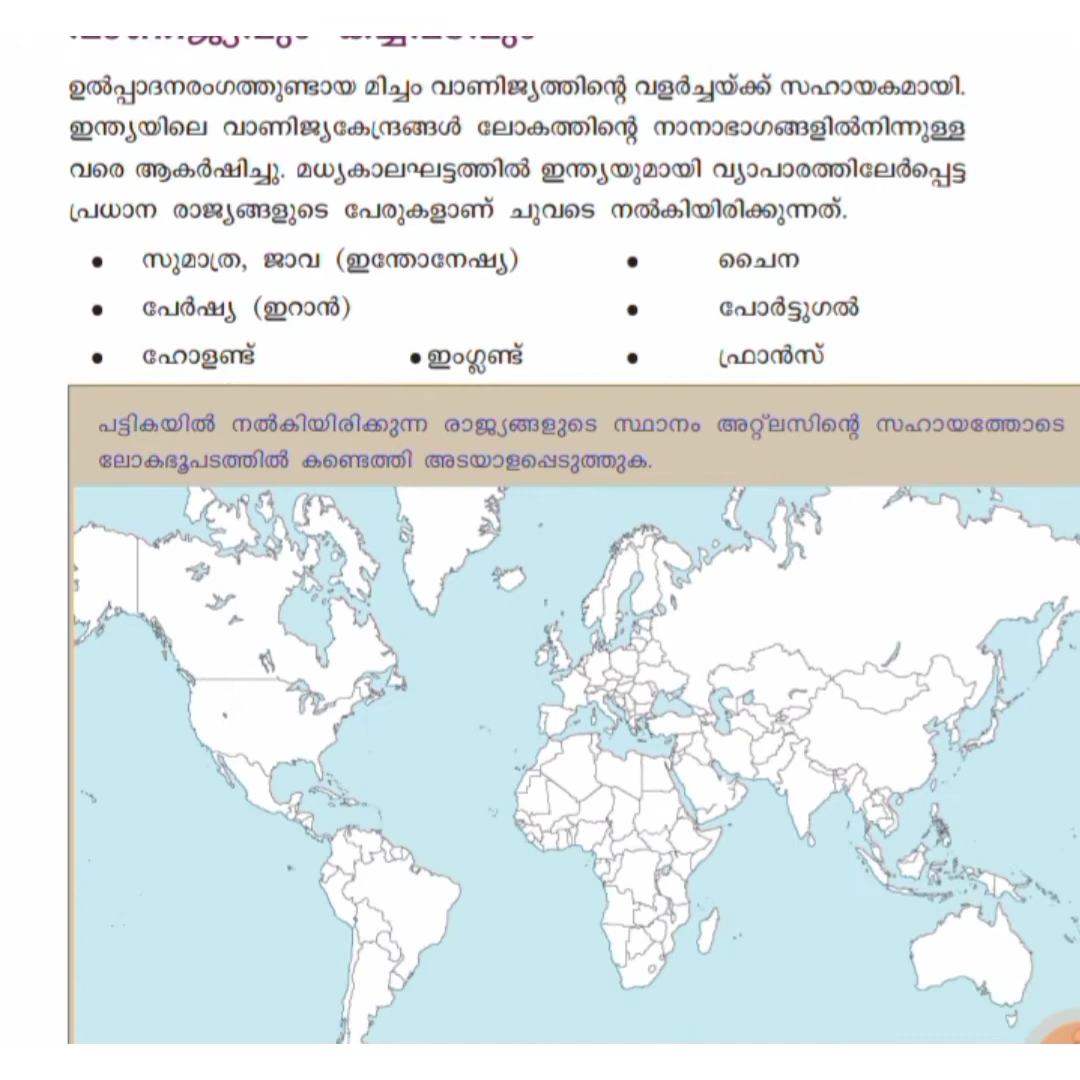 ഉൽപ്പാദനരംഗത്തുണ്ടായ മിച്ചം വാണിജ്യത്തിന്റെ വളർച്ചയ്ക്ക് സഹായകമായി.
ഇന്ത്യയിലെ വാണിജ്യകേന്ദ്രങ്ങൾ ലോകത്തിന്റെ നാനാഭാഗങ്ങളിൽനിന്നുള്ള
വരെ ആകർഷിച്ചു. മധ്യകാലഘട്ടത്തിൽ ഇന്ത്യയുമായി വ്യാപാരത്തിലേർപ്പെട്ട
പ്രധാന രാജ്യങ്ങളുടെ പേരുകളാണ് ചുവടെ നൽകിയിരിക്കുന്നത്.
• സുമാത്ര, ജാവ (ഇന്തോനേഷ്യ) • ചൈന
• പേർഷ്യ (ഇറാൻ) • പോർട്ടുഗൽ
• ഹോളണ്ട് • ഇംഗ്ലണ്ട് • ഫ്രാൻസ്
പട്ടികയിൽ നൽകിയിരിക്കുന്ന രാജ്യങ്ങളുടെ സ്ഥാനം അറ്റ്ലസിന്റെ സഹായത്തോടെ
ലോകഭൂപടത്തിൽ കണ്ടെത്തി അടയാളപ്പെടുത്തുക.